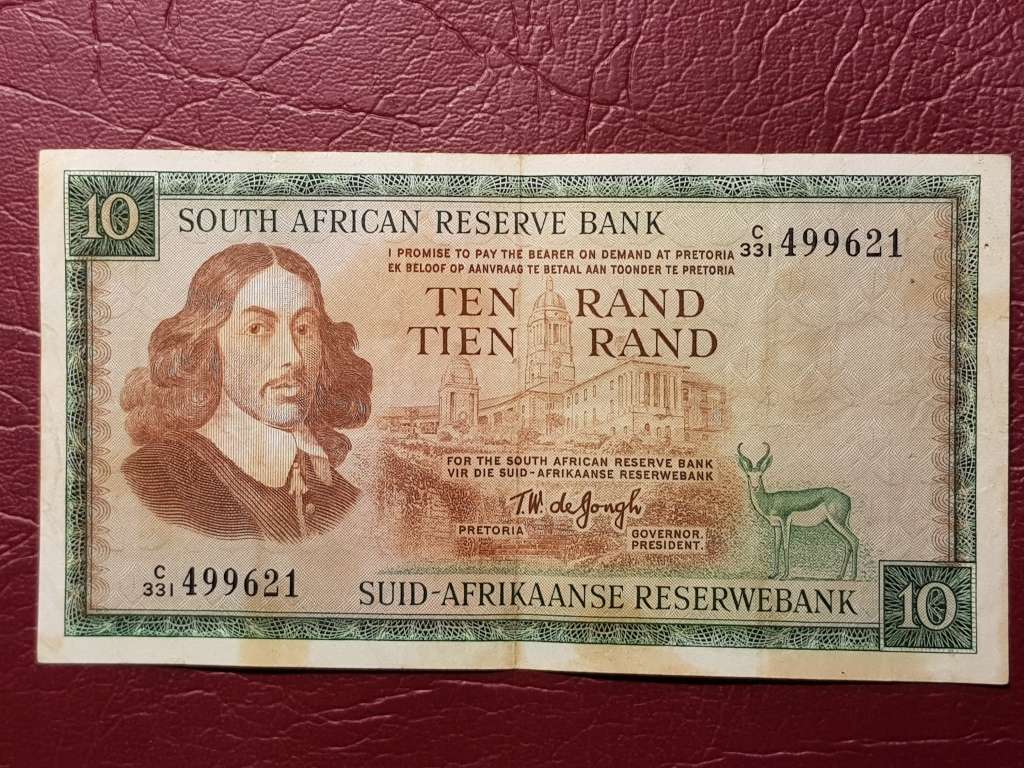 10
SOUTH AFRICAN RESERVE BANK
C/331 499621
I PROMISE TO PAY THE BEARER ON DEMAND AT PRETORIA
EK BELOOF OP AANVRAAG TE BETAAL AAN TOONDER TE PRETORIA
TEN RAND
TIEN RAND
FOR THE SOUTH AFRICAN RESERVE BANK
VIR DIE SUID-AFRIKAANSE RESERWEBANK
T.W. de Jongh
PRETORIA
GOVERNOR.
PRESIDENT.
C/331 499621
SUID-AFRIKAANSE RESERWEBANK
10